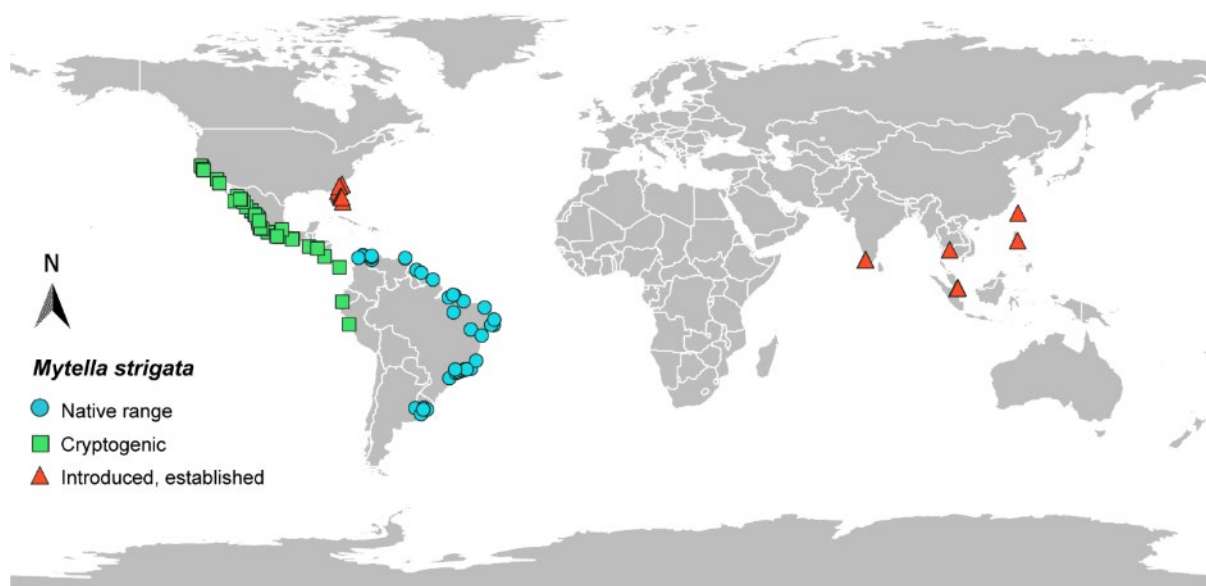 N
Mytella strigata
Native range
Cryptogenic
Introduced, established